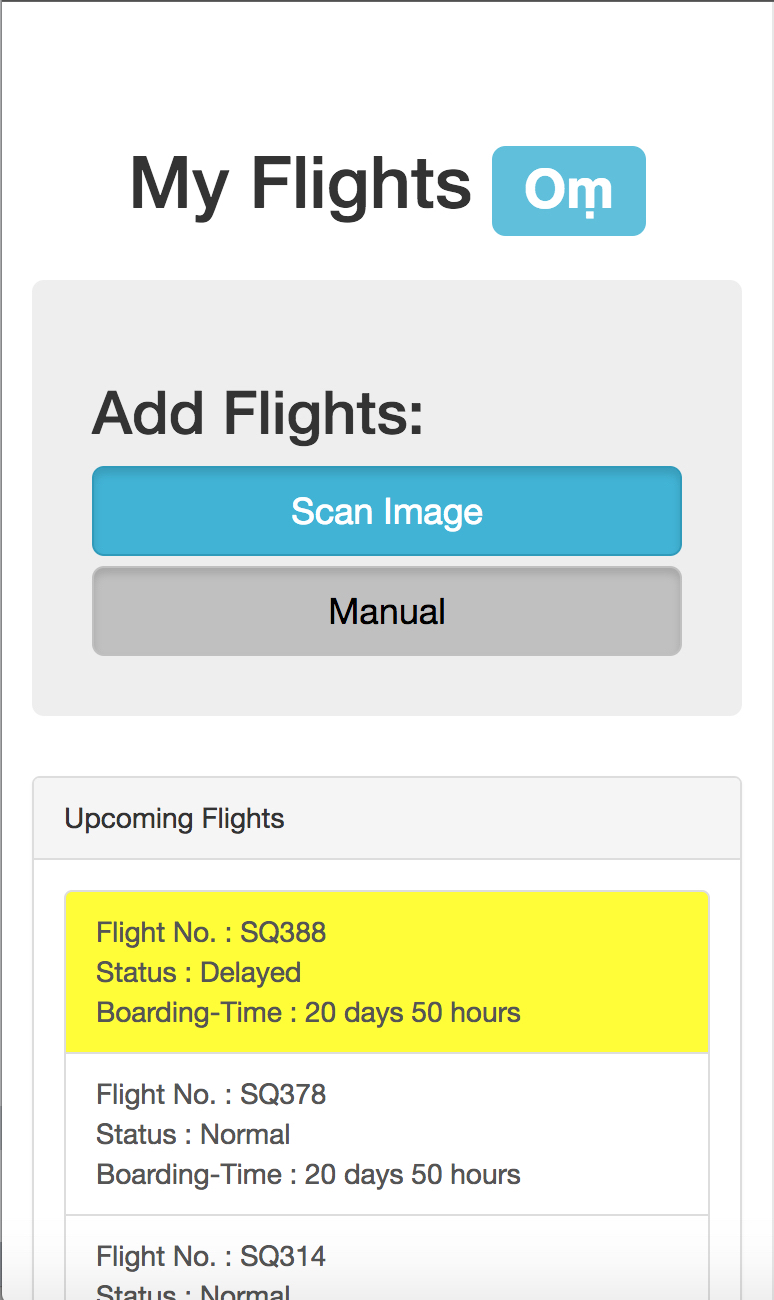 My Flights Oṃ
Add Flights:
Scan Image
Manual
Upcoming Flights
Flight No. : SQ388
Status : Delayed
Boarding-Time : 20 days 50 hours
Flight No. : SQ378
Status : Normal
Boarding-Time : 20 days 50 hours
Flight No. : SQ314
Status : Normal